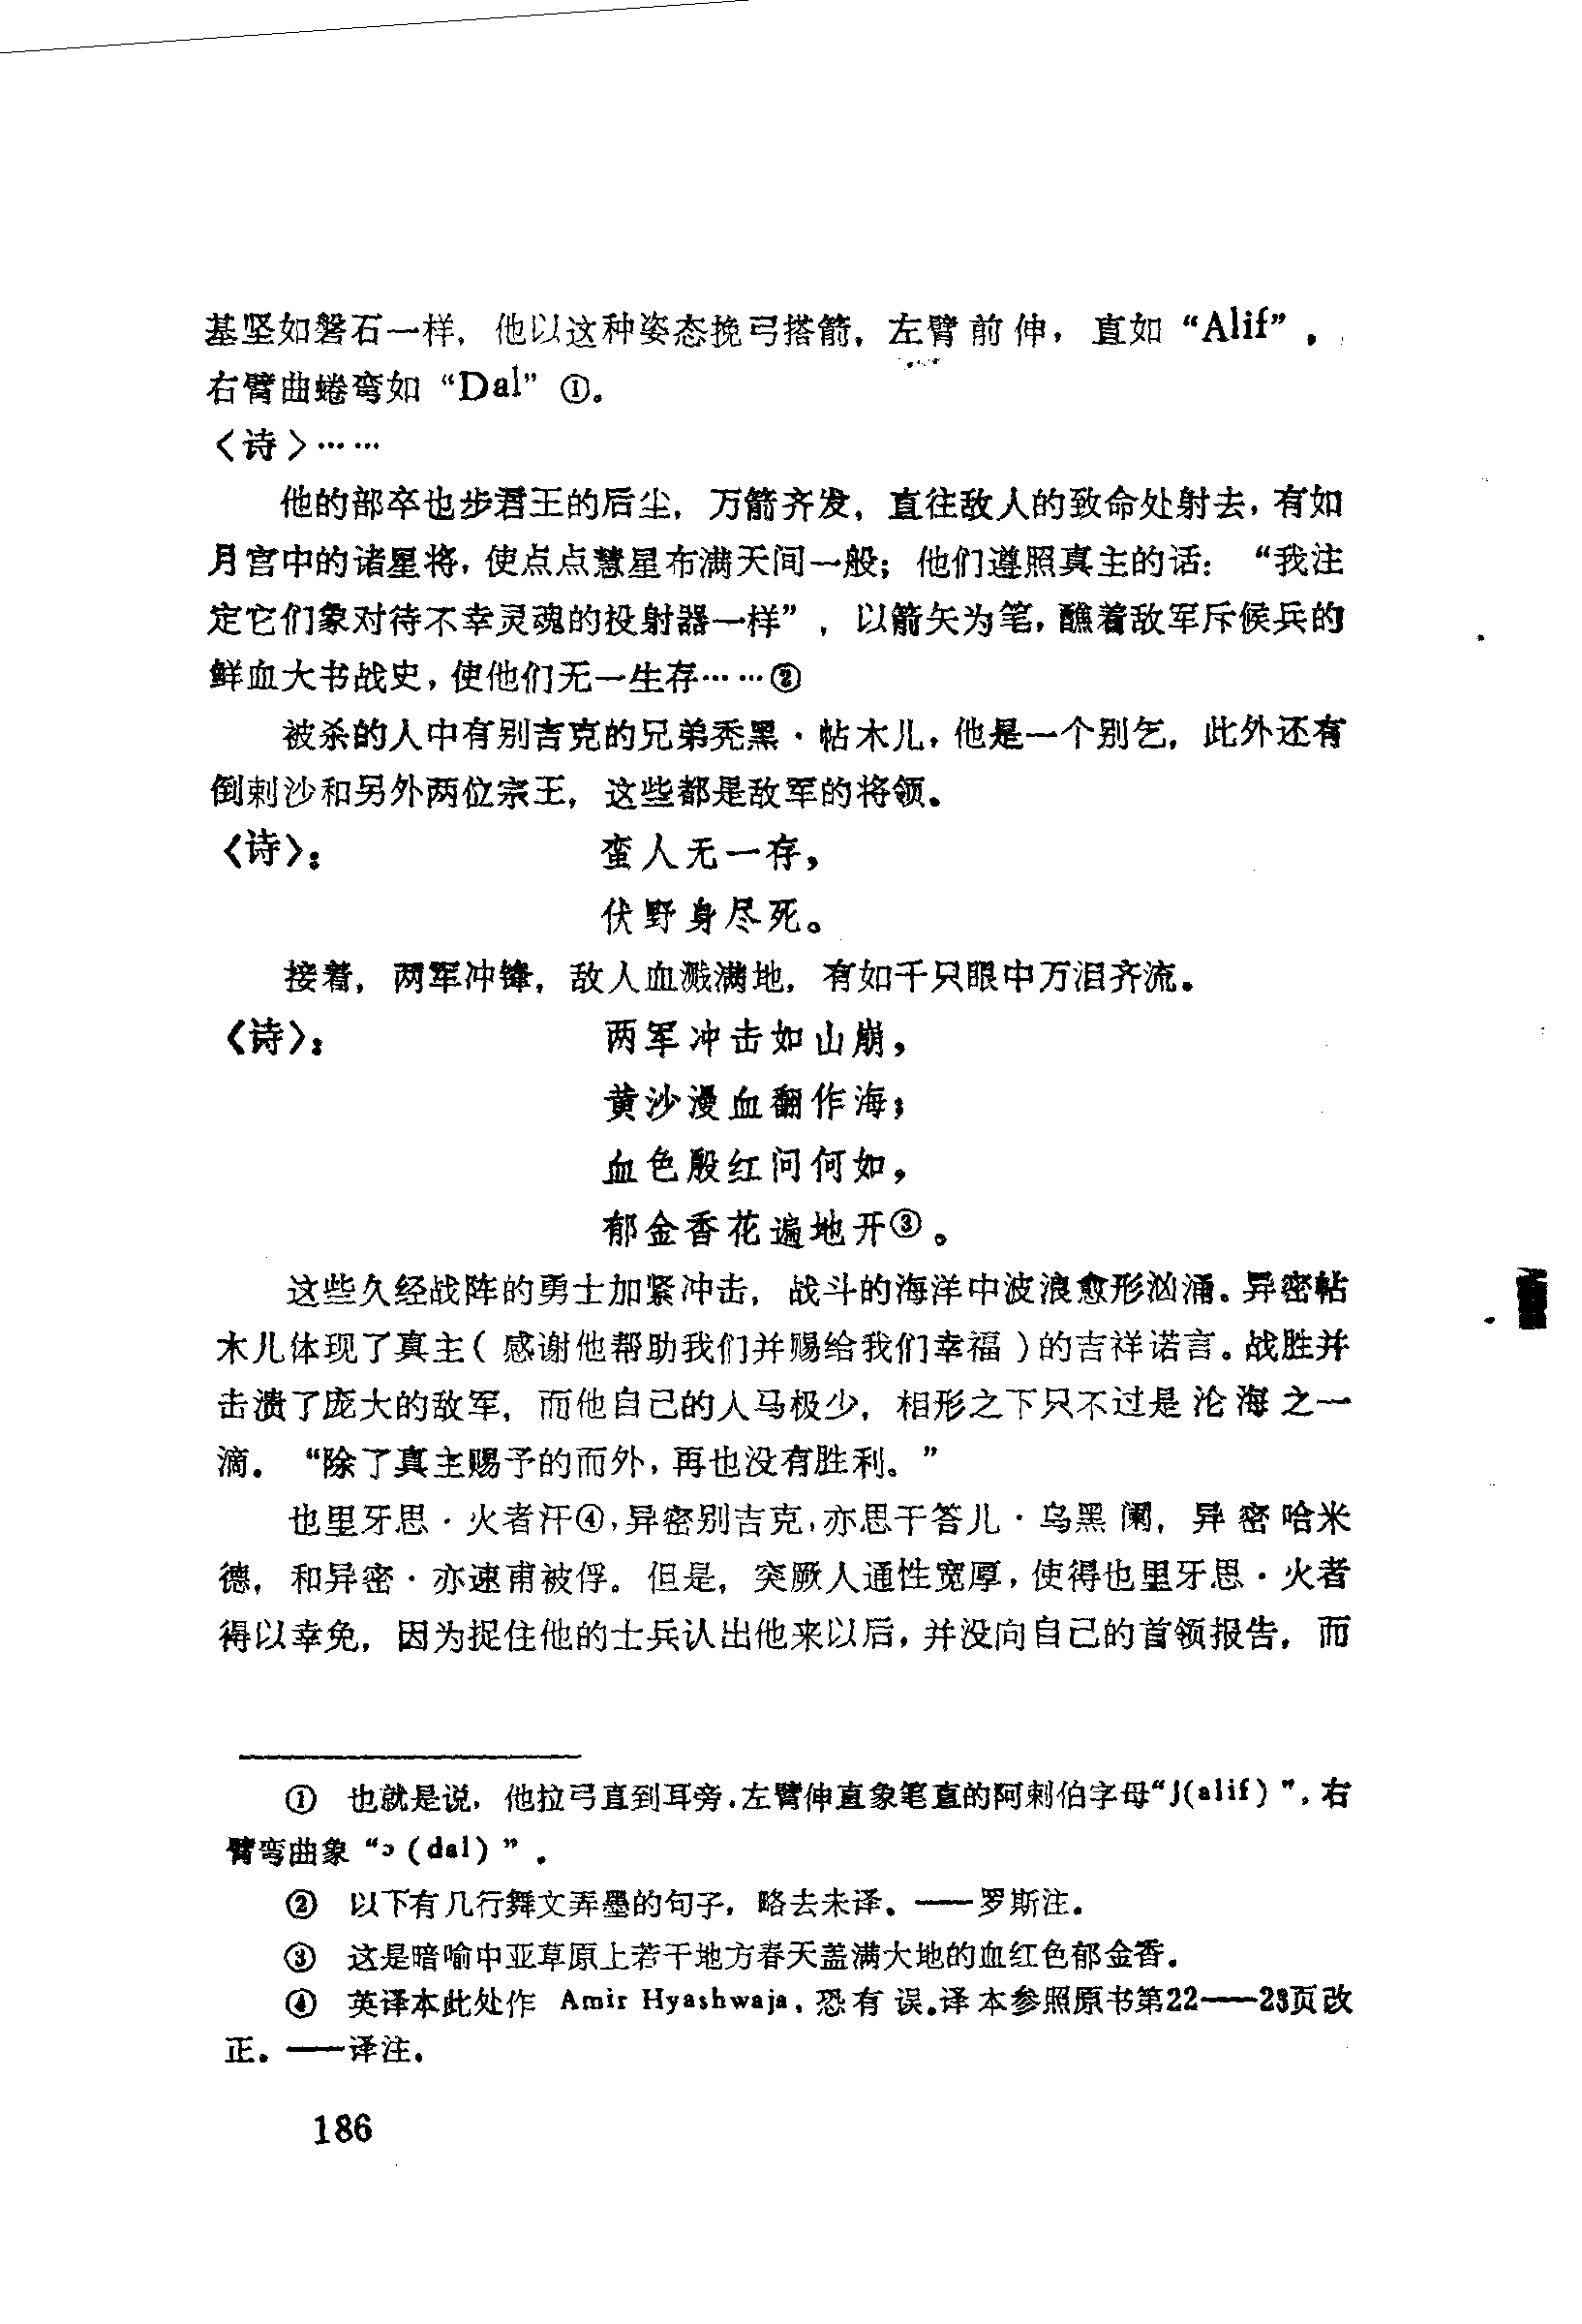 基坚如磐石一样，他以这种姿态挽弓搭箭，左臂前伸，直如“Alif”，
右臂曲蜷弯如“Dal”①。
〈诗〉……
他的部卒也步君王的后尘，万箭齐发，直往敌人的致命处射去，有如
月宫中的诸星将，使点点慧星布满天间一般；他们遵照真主的话：“我注
定它们象对待不幸灵魂的投射器一样”，以箭矢为笔，醮着敌军斥候兵的
鲜血大书战史，使他们无一生存……②
被杀的人中有别吉克的兄弟秃黑·帖木儿，他是一个别乞，此外还有
倒剌沙和另外两位宗王，这些都是敌军的将领。
〈诗〉： 蛮人无一存，
伏野身尽死。
接着，两军冲锋，敌人血溅满地，有如千只眼中万泪齐流。
〈诗〉： 两军冲击如山崩，
黄沙漫血翻作海；
血色殷红问何如，
郁金香花遍地开③。
这些久经战阵的勇士加紧冲击，战斗的海洋中波浪愈形汹涌。异密帖
木儿体现了真主（感谢他帮助我们并赐给我们幸福）的吉祥诺言。战胜并
击溃了庞大的敌军，而他自己的人马极少，相形之下只不过是沧海之一
滴。“除了真主赐予的而外，再也没有胜利。”
也里牙思·火者汗④，异密别吉克，亦思干答儿·乌黑阑，异密哈米
德，和异密·亦速甫被俘。但是，突厥人通性宽厚，使得也里牙思·火者
得以幸免，因为捉住他的士兵认出他来以后，并没向自己的首领报告，而
① 也就是说，他拉弓直到耳旁，左臂伸直象笔直的阿剌伯字母“ﺎ(alif)”，右
臂弯曲象“د(dal)”。
② 以下有几行舞文弄墨的句子，略去未译。——罗斯注。
③ 这是暗喻中亚草原上若干地方春天盖满大地的血红色郁金香。
④ 英译本此处作 Amir Hyashwaja，恐有误。译本参照原书第22——23页改
正。——译注。
186